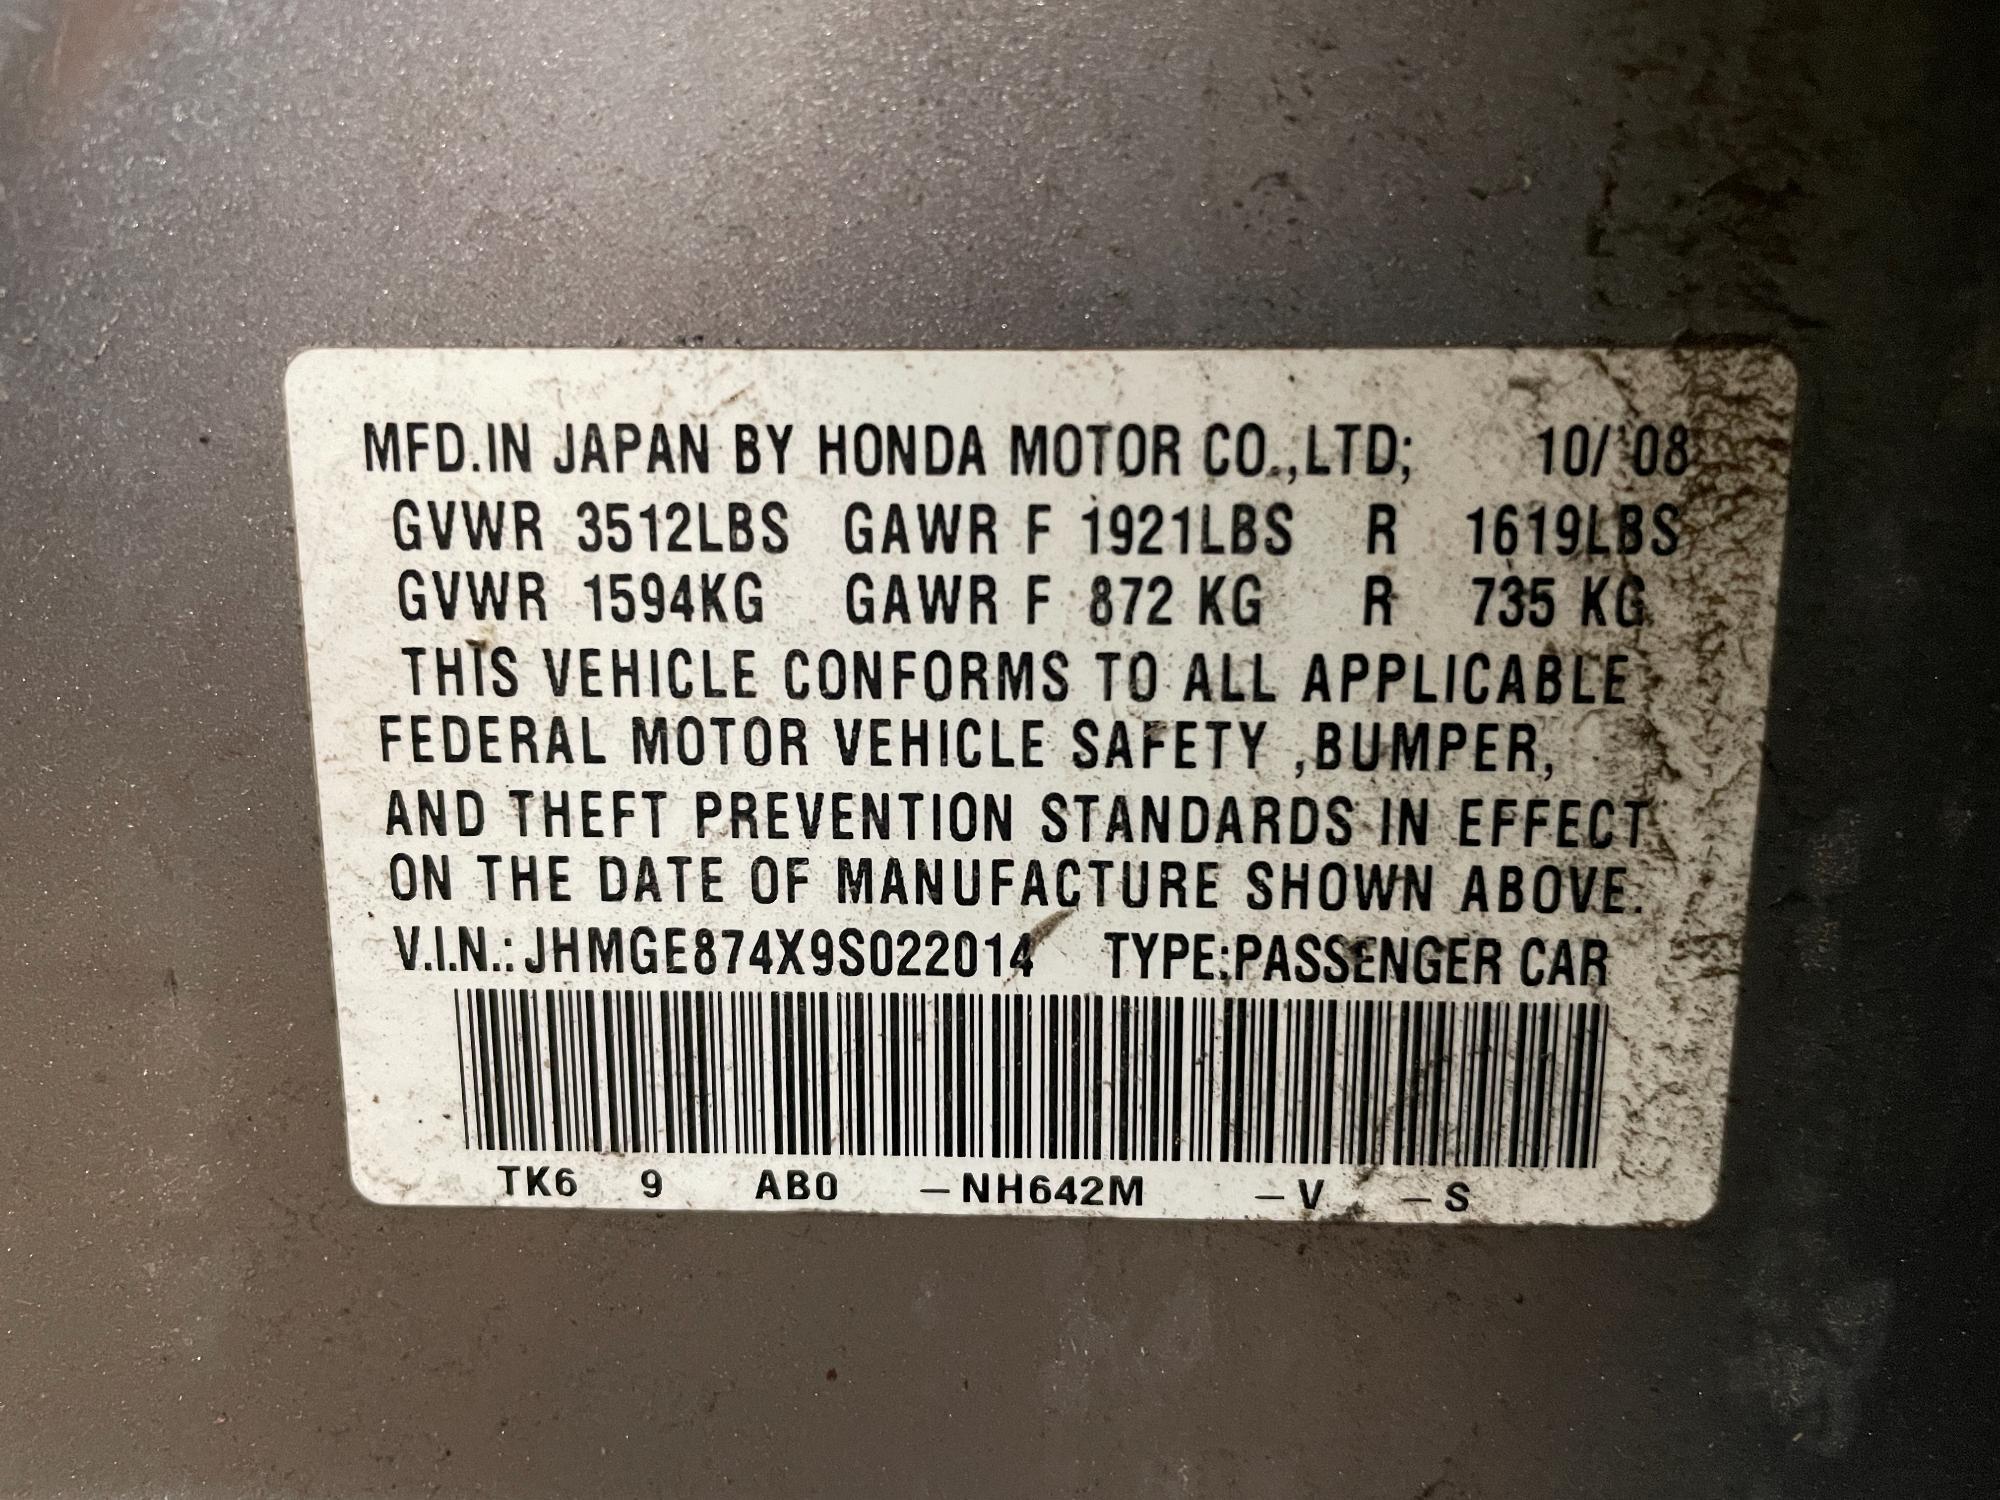 MFD.IN JAPAN BY HONDA MOTOR CO.,LTD; 10/'08
GVWR 3512LBS GAWR F 1921LBS R 1619LBS
GVWR 1594KG GAWR F 872 KG R 735 KG
THIS VEHICLE CONFORMS TO ALL APPLICABLE
FEDERAL MOTOR VEHICLE SAFETY ,BUMPER,
AND THEFT PREVENTION STANDARDS IN EFFECT
ON THE DATE OF MANUFACTURE SHOWN ABOVE.
V.I.N.: JHMGE874X9S022014 TYPE:PASSENGER CAR
TK6 9 AB0 –NH642M –V –S